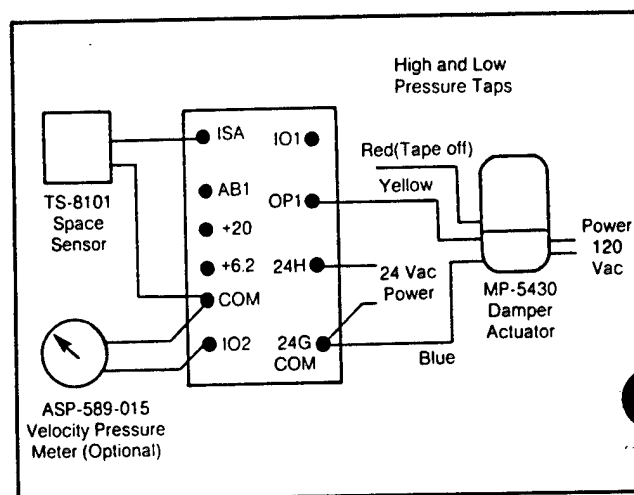 High and Low
Pressure Taps
ISA
IO1
Red(Tape off)
AB1
Yellow
TS-8101
Space
Sensor
OP1
+20
Power
120
Vac
+6.2
24H
24 Vac
Power
COM
MP-5430
Damper
Actuator
IO2
24G
COM
Blue
ASP-589-015
Velocity Pressure
Meter (Optional)